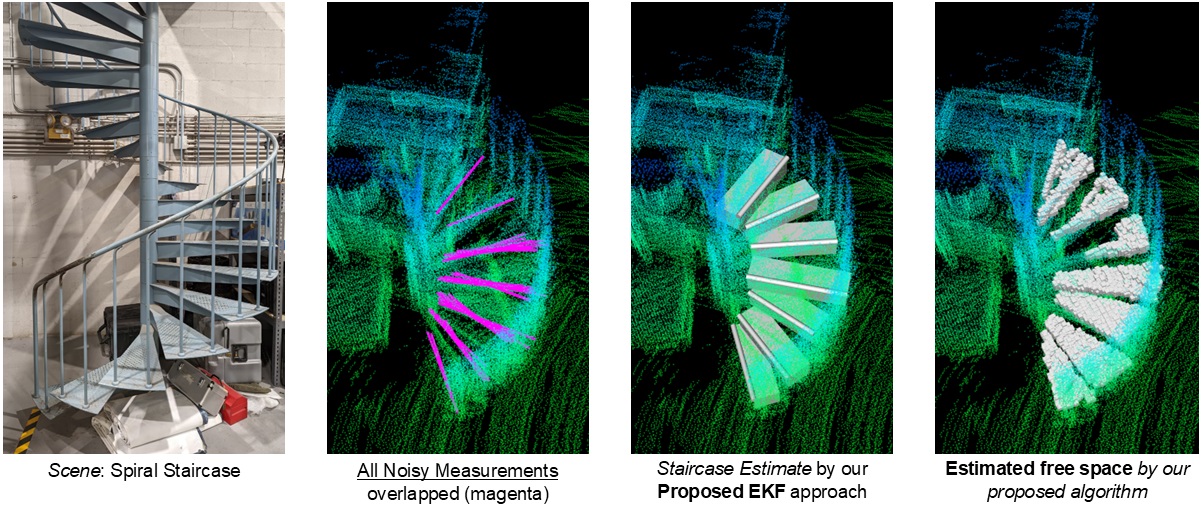 Scene: Spiral Staircase
All Noisy Measurements
overlapped (magenta)
Staircase Estimate by our
Proposed EKF approach
Estimated free space by our
proposed algorithm